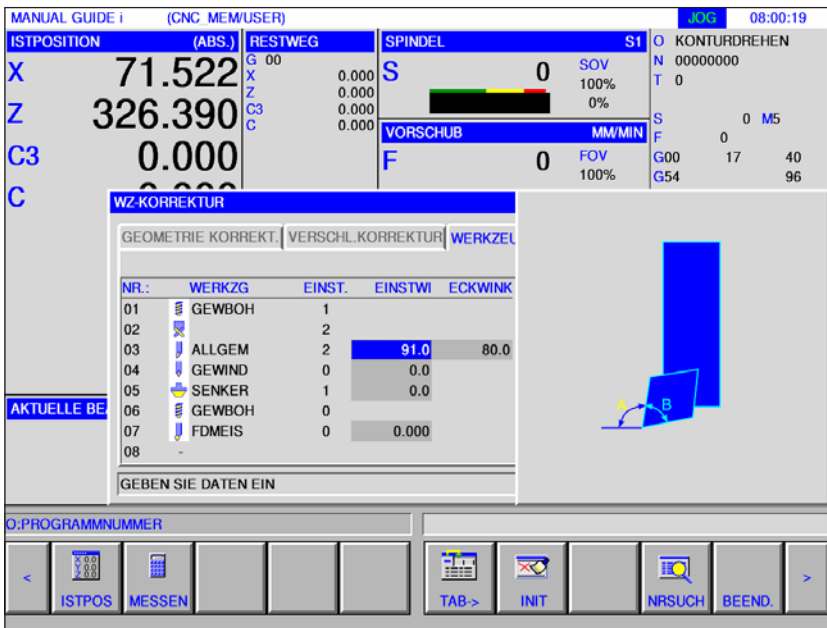 MANUAL GUIDE i (CNC_MEM/USER) JOG 08:00:19
ISTPOSITION (ABS.)
X 71.522
Z 326.390
C3 0.000
C
RESTWEG
G 00
X 0.000
Z 0.000
C3 0.000
C 0.000
SPINDEL S1
S 0 SOV
100%
0%
VORSCHUB MM/MIN
F 0 FOV
100%
O KONTURDREHEN
N 00000000
T 0
S 0 M5
F 0
G00 17 40
G54 96
WZ-KORREKTUR
GEOMETRIE KORREKT. VERSCHL.KORREKTUR WERKZEU
NR.: WERKZG EINST. EINSTWI ECKWINK
01 GEWBOH 1
02 2
03 ALLGEM 2 91.0 80.0
04 GEWIND 0 0.0
05 SENKER 1 0.0
06 GEWBOH 0
07 FDMEIS 0 0.000
08 -
GEBEN SIE DATEN EIN
A B
AKTUELLE BE
O:PROGRAMMNUMMER
< ISTPOS MESSEN TAB-> INIT NRSUCH BEEND. >